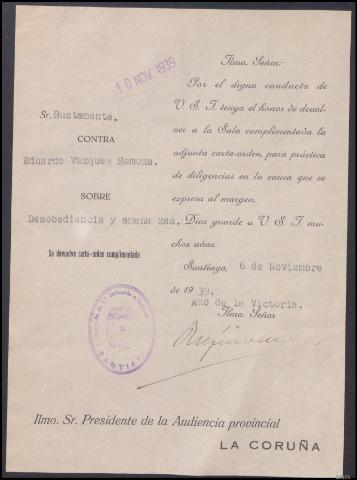 10 NOV. 1939
Ilmo. Señor:
Por el digno conducto de
V. S. I. tengo el honor de devol-
ver a la Sala cumplimentada la
adjunta carta-orden, para práctica
de diligencias en la causa que se
expresa al margen.
Dios guarde a V. S. I. mu-
chos años.
Sr. Bustamente.
CONTRA
Eduardo Vazquez Somoza.
SOBRE
Desobediencia y amenazas.
Se devuelve carta-orden cumplimentada
Santiago, 6 de Noviembre
de 1939.
Año de la Victoria.
Ilmo. Señor
SANTIAGO
Ilmo. Sr. Presidente de la Audiencia provincial
LA CORUÑA